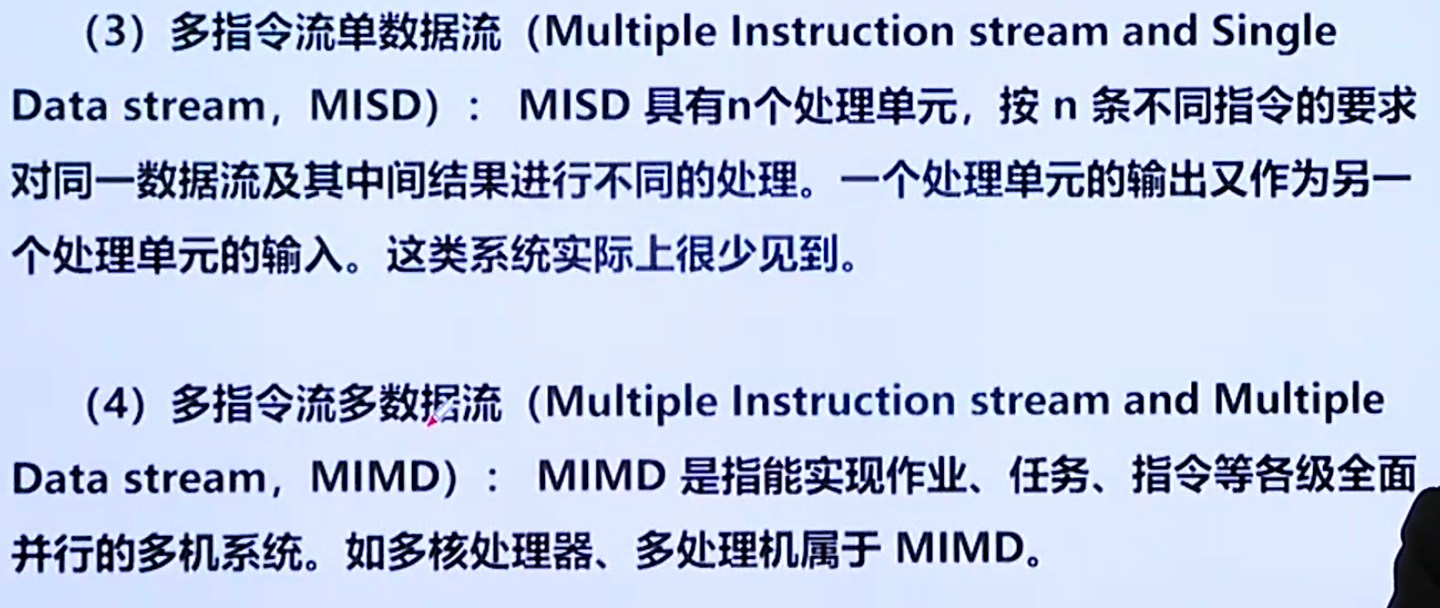 （3）多指令流单数据流（Multiple Instruction stream and Single
Data stream，MISD）： MISD 具有n个处理单元，按 n 条不同指令的要求
对同一数据流及其中间结果进行不同的处理。一个处理单元的输出又作为另一
个处理单元的输入。这类系统实际上很少见到。
（4）多指令流多数据流（Multiple Instruction stream and Multiple
Data stream，MIMD）： MIMD 是指能实现作业、任务、指令等各级全面
并行的多机系统。如多核处理器、多处理机属于 MIMD。